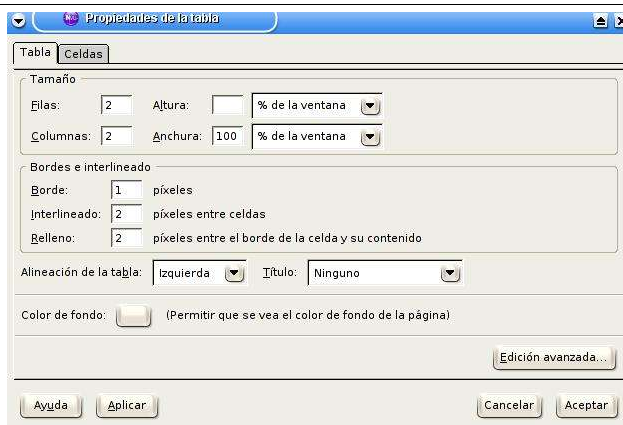 Propiedades de la tabla
Tabla Celdas
Tamaño
Filas: 2 Altura: % de la ventana
Columnas: 2 Anchura: 100 % de la ventana
Bordes e interlineado
Borde: 1 píxeles
Interlineado: 2 píxeles entre celdas
Relleno: 2 píxeles entre el borde de la celda y su contenido
Alineación de la tabla: Izquierda Título: Ninguno
Color de fondo: (Permitir que se vea el color de fondo de la página)
Edición avanzada...
Ayuda Aplicar Cancelar Aceptar